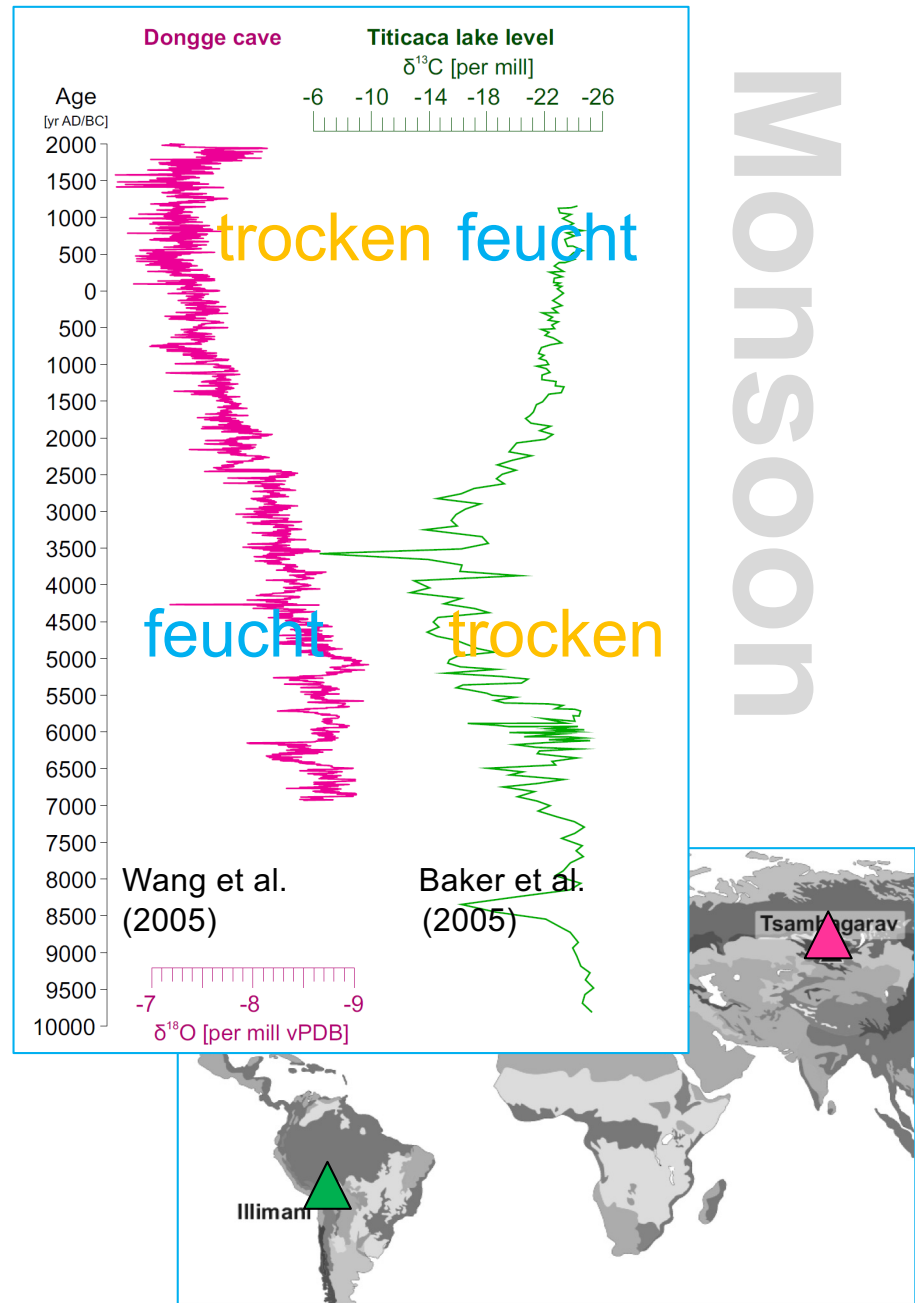 Dongge cave
Titicaca lake level
δ¹³C [per mill]
-6 -10 -14 -18 -22 -26
Age
[yr AD/BC]
2000
1500
1000
500
0
500
1000
1500
2000
2500
3000
3500
4000
4500
5000
5500
6000
6500
7000
7500
8000
8500
9000
9500
10000
trocken feucht
feucht trocken
Wang et al.
(2005)
Baker et al.
(2005)
-7 -8 -9
δ¹⁸O [per mill vPDB]
Monsoon
Tsambagarav
Illimani